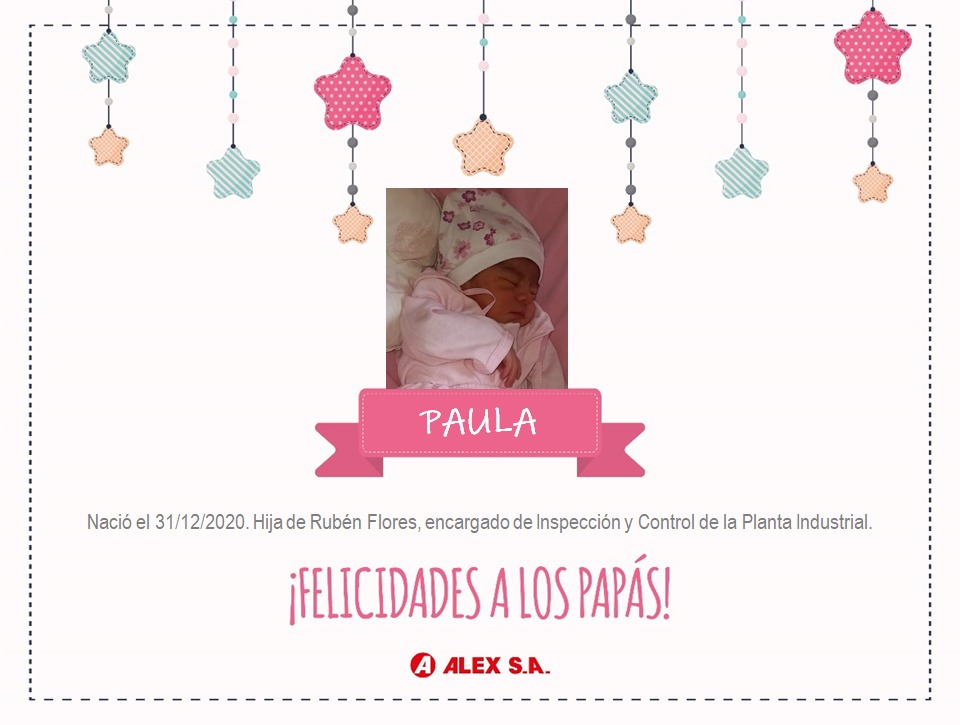 PAULA
Nació el 31/12/2020. Hija de Rubén Flores, encargado de Inspección y Control de la Planta Industrial.
¡FELICIDADES A LOS PAPÁS!
A ALEX S.A.